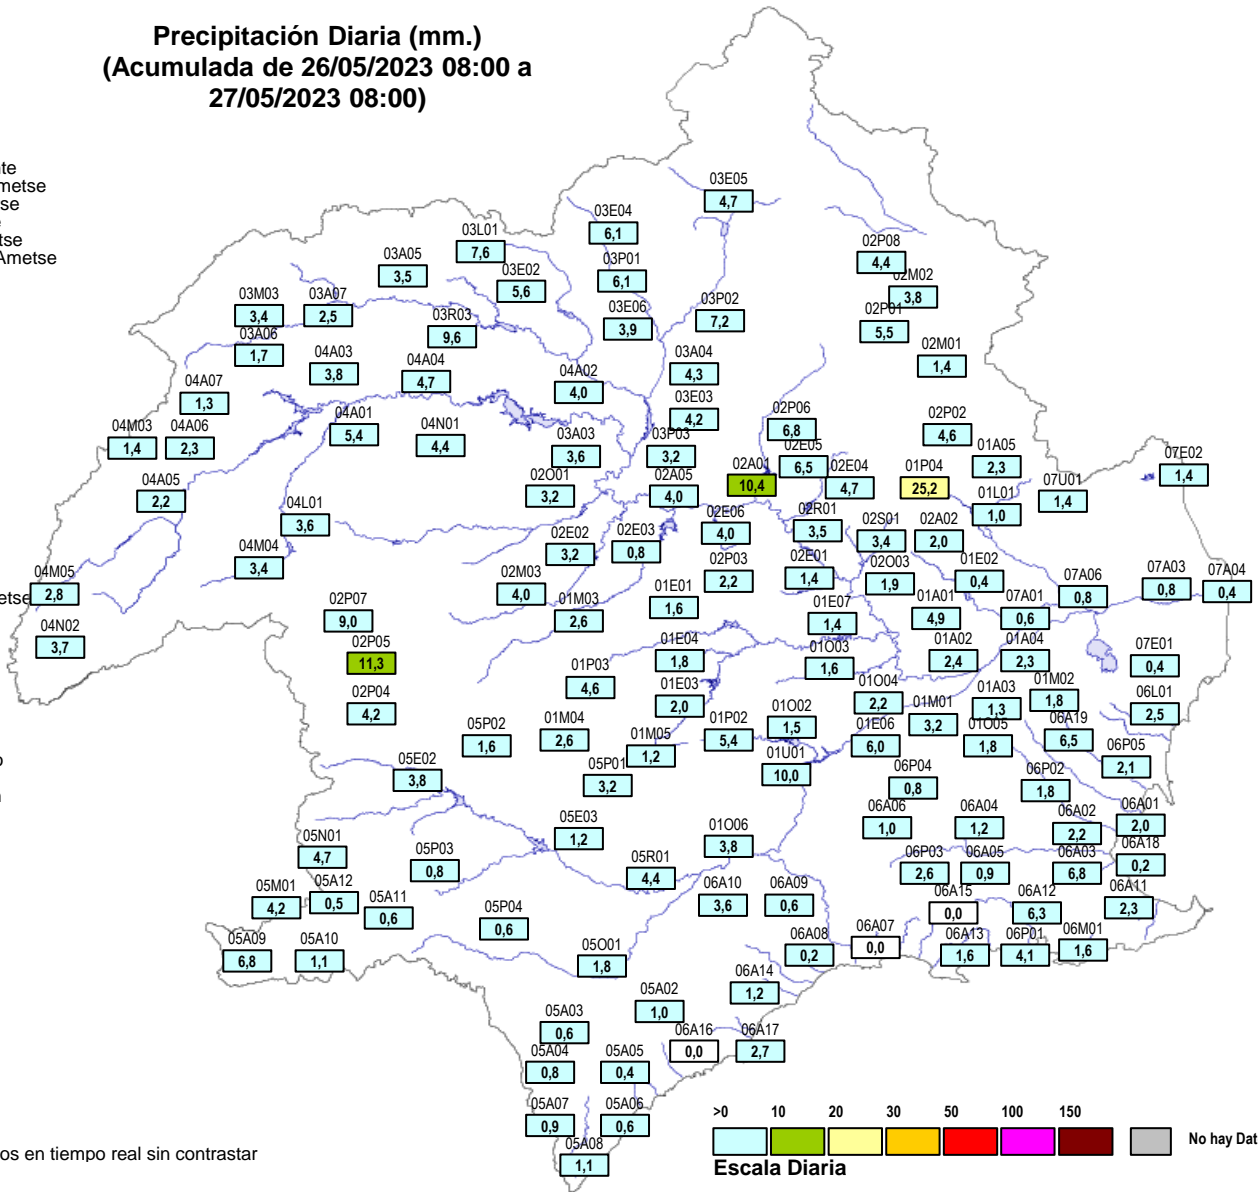 Precipitación Diaria (mm.)
(Acumulada de 26/05/2023 08:00 a
27/05/2023 08:00)
03E05
4,7
03E04
6,1
03L01
7,6
03A05
3,5
03E02
5,6
03P01
6,1
02P08
4,4
02M02
3,8
03M03
3,4
03A07
2,5
03R03
9,6
03E06
3,9
03P02
7,2
02P01
5,5
03A06
1,7
04A03
3,8
04A04
4,7
04A02
4,0
03A04
4,3
02M01
1,4
04A07
1,3
03E03
4,2
04M03
1,4
04A06
2,3
04A01
5,4
04N01
4,4
03A03
3,6
03P03
3,2
02P06
6,8
02P02
4,6
02E05
6,5
01A05
2,3
07E02
1,4
04A05
2,2
02O01
3,2
02A05
4,0
02A01
10,4
02E04
4,7
01P04
25,2
07U01
1,4
04L01
3,6
01L01
1,0
02E06
4,0
02R01
3,5
02S01
3,4
02A02
2,0
02E02
3,2
02E03
0,8
04M04
3,4
04M05
2,8
02M03
4,0
02P03
2,2
02E01
1,4
02O03
1,9
01E02
0,4
07A06
0,8
07A03
0,8
07A04
0,4
etse
02P07
9,0
01M03
2,6
01E01
1,6
01E07
1,4
01A01
4,9
07A01
0,6
04N02
3,7
02P05
11,3
01E04
1,8
01O03
1,6
01A02
2,4
01A04
2,3
07E01
0,4
01P03
4,6
01E03
2,0
01O04
2,2
01A03
1,3
01M02
1,8
06L01
2,5
02P04
4,2
05P02
1,6
01M04
2,6
01M05
1,2
01P02
5,4
01O02
1,5
01E06
6,0
01M01
3,2
01O05
1,8
06A19
6,5
06P05
2,1
05E02
3,8
05P01
3,2
01U01
10,0
06P04
0,8
06P02
1,8
05E03
1,2
01O06
3,8
06A06
1,0
06A04
1,2
06A02
2,2
06A01
2,0
05N01
4,7
05P03
0,8
05R01
4,4
06P03
2,6
06A05
0,9
06A03
6,8
06A18
0,2
05M01
4,2
05A12
0,5
05A11
0,6
05P04
0,6
06A10
3,6
06A09
0,6
06A15
0,0
06A12
6,3
06A11
2,3
05A09
6,8
05A10
1,1
05O01
1,8
06A08
0,2
06A07
0,0
06A13
1,6
06P01
4,1
06M01
1,6
06A14
1,2
05A02
1,0
05A03
0,6
06A16
0,0
06A17
2,7
05A04
0,8
05A05
0,4
05A07
0,9
05A06
0,6
05A08
1,1
>0 10 20 30 50 100 150
No hay Dat
Escala Diaria
os en tiempo real sin contrastar